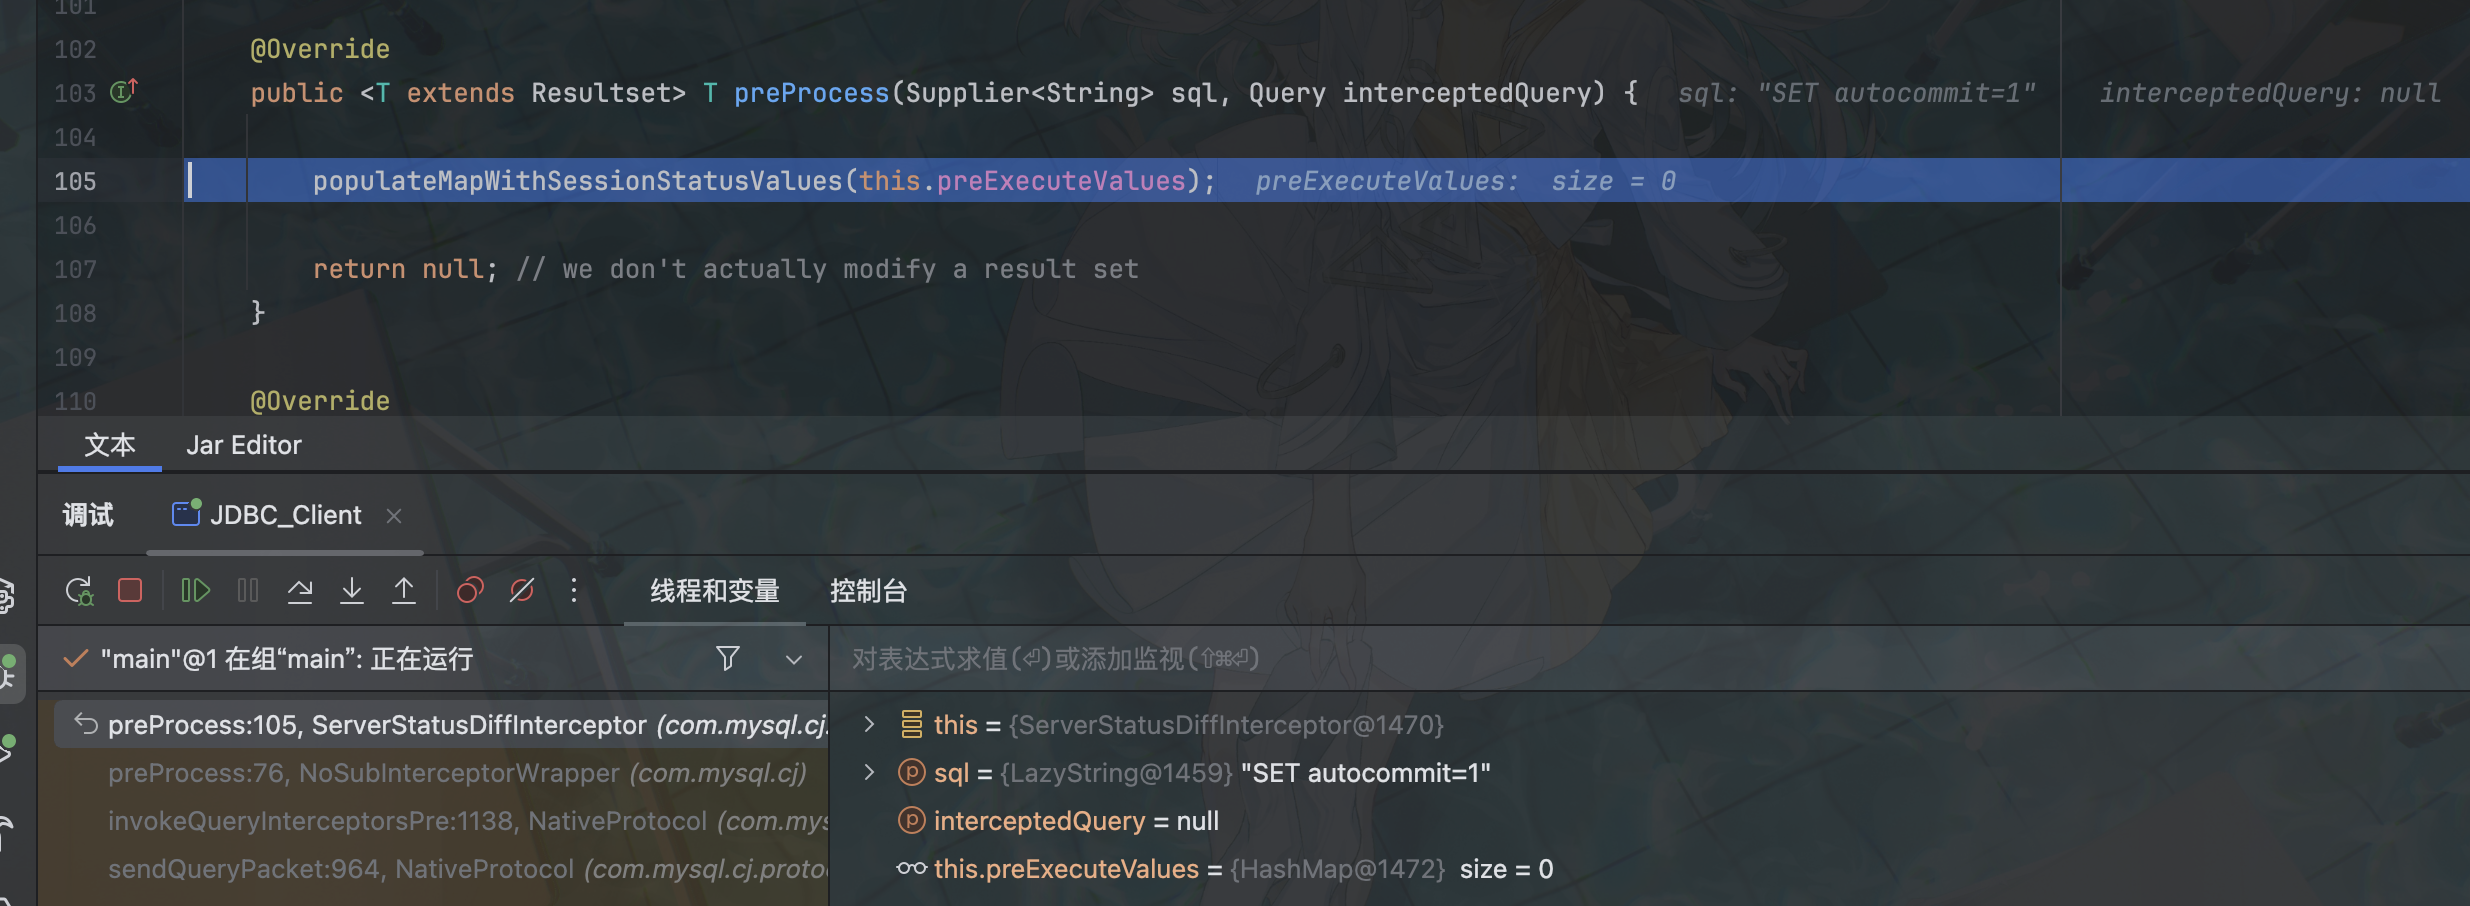 101
102 @Override
103 public <T extends Resultset> T preProcess(Supplier<String> sql, Query interceptedQuery) { sql: "SET autocommit=1" interceptedQuery: null
104
105 populateMapWithSessionStatusValues(this.preExecuteValues); preExecuteValues: size = 0
106
107 return null; // we don't actually modify a result set
108 }
109
110 @Override
文本 Jar Editor
调试 JDBC_Client
线程和变量 控制台
"main"@1 在组“main”: 正在运行
对表达式求值(⏎)或添加监视(⇧⌘⏎)
preProcess:105, ServerStatusDiffInterceptor (com.mysql.cj.
preProcess:76, NoSubInterceptorWrapper (com.mysql.cj)
invokeQueryInterceptorsPre:1138, NativeProtocol (com.mys
sendQueryPacket:964, NativeProtocol (com.mysql.cj.proto
this = {ServerStatusDiffInterceptor@1470}
sql = {LazyString@1459} "SET autocommit=1"
interceptedQuery = null
this.preExecuteValues = {HashMap@1472} size = 0